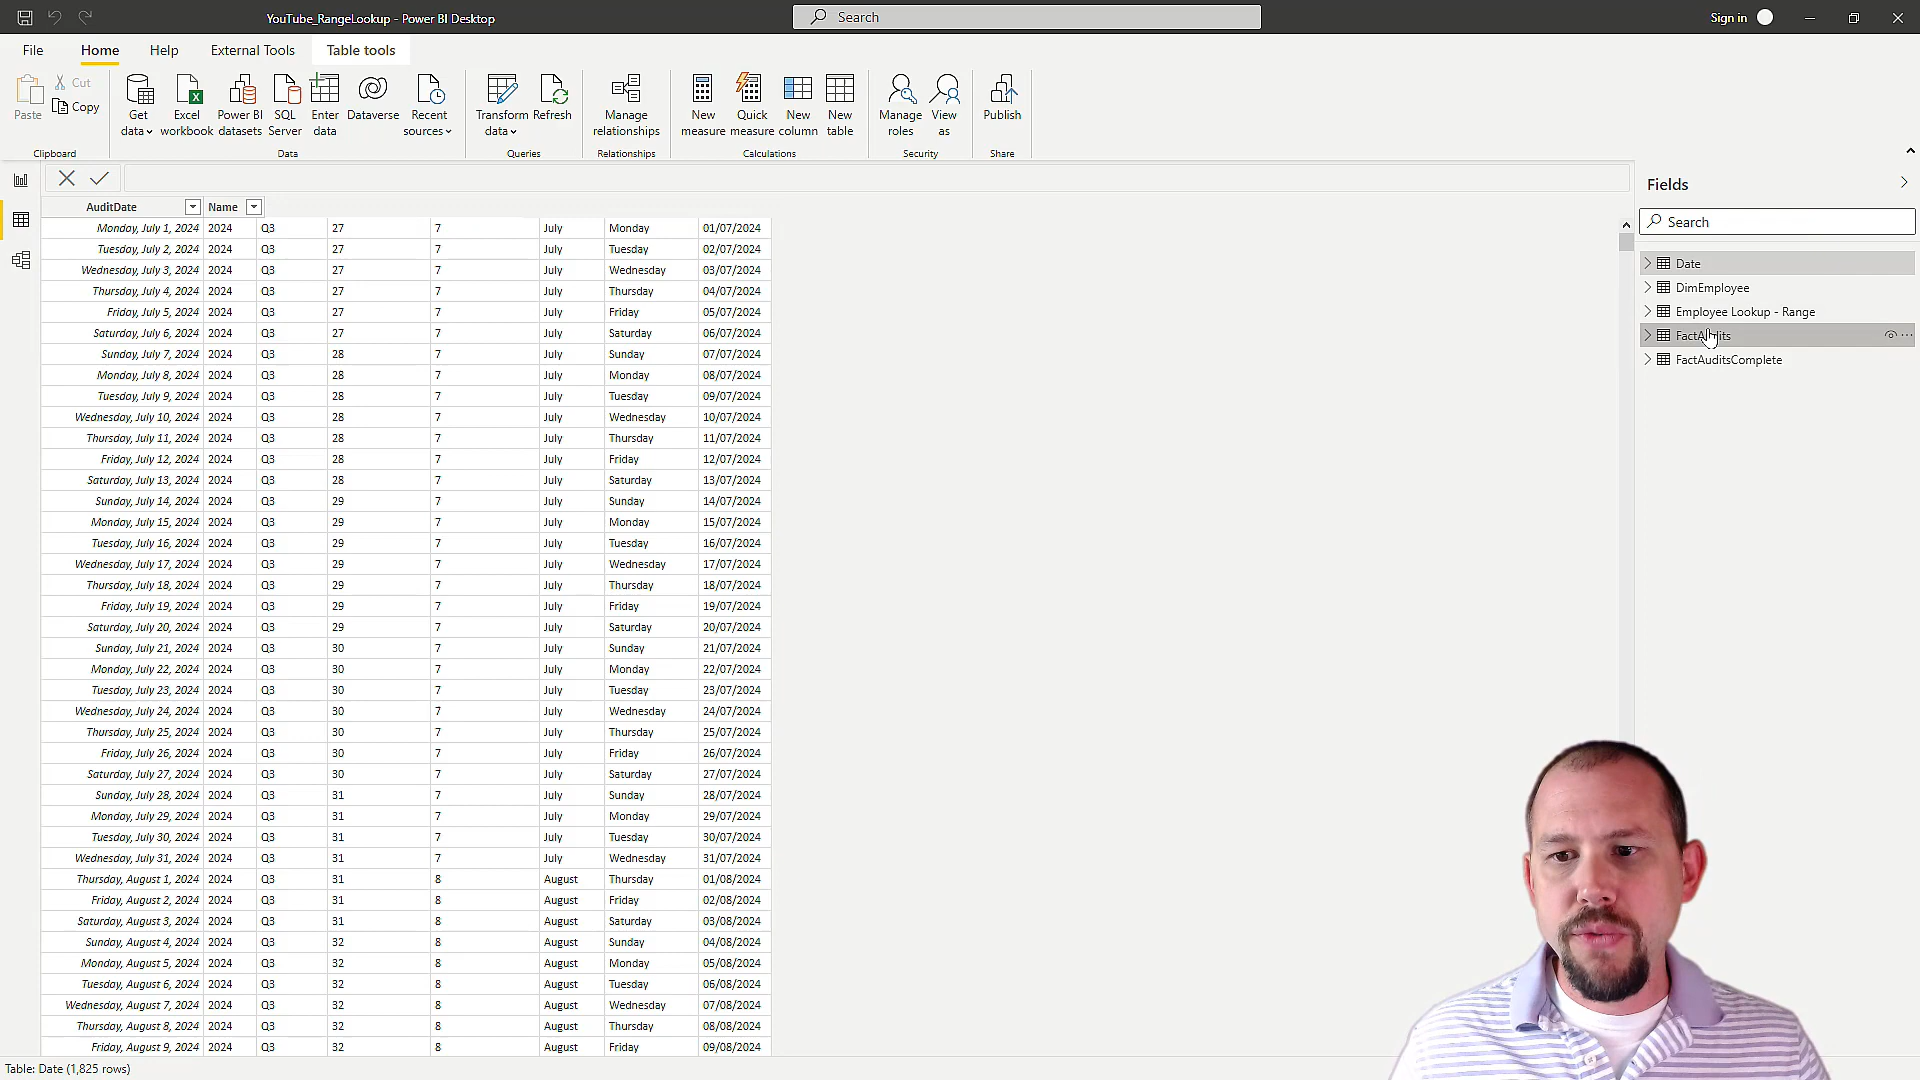 YouTube_RangeLookup - Power BI Desktop
Search
Sign in
File Home Help External Tools Table tools
Paste
Cut
Copy
Get data
Excel workbook
Power BI datasets
SQL Server
Enter data
Dataverse
Recent sources
Transform data
Refresh
Manage relationships
New measure
Quick measure
New column
New table
Manage roles
View as
Publish
Clipboard Data Queries Relationships Calculations Security Share
AuditDate Name
Monday, July 1, 2024 2024 Q3 27 7 July Monday 01/07/2024
Tuesday, July 2, 2024 2024 Q3 27 7 July Tuesday 02/07/2024
Wednesday, July 3, 2024 2024 Q3 27 7 July Wednesday 03/07/2024
Thursday, July 4, 2024 2024 Q3 27 7 July Thursday 04/07/2024
Friday, July 5, 2024 2024 Q3 27 7 July Friday 05/07/2024
Saturday, July 6, 2024 2024 Q3 27 7 July Saturday 06/07/2024
Sunday, July 7, 2024 2024 Q3 28 7 July Sunday 07/07/2024
Monday, July 8, 2024 2024 Q3 28 7 July Monday 08/07/2024
Tuesday, July 9, 2024 2024 Q3 28 7 July Tuesday 09/07/2024
Wednesday, July 10, 2024 2024 Q3 28 7 July Wednesday 10/07/2024
Thursday, July 11, 2024 2024 Q3 28 7 July Thursday 11/07/2024
Friday, July 12, 2024 2024 Q3 28 7 July Friday 12/07/2024
Saturday, July 13, 2024 2024 Q3 28 7 July Saturday 13/07/2024
Sunday, July 14, 2024 2024 Q3 29 7 July Sunday 14/07/2024
Monday, July 15, 2024 2024 Q3 29 7 July Monday 15/07/2024
Tuesday, July 16, 2024 2024 Q3 29 7 July Tuesday 16/07/2024
Wednesday, July 17, 2024 2024 Q3 29 7 July Wednesday 17/07/2024
Thursday, July 18, 2024 2024 Q3 29 7 July Thursday 18/07/2024
Friday, July 19, 2024 2024 Q3 29 7 July Friday 19/07/2024
Saturday, July 20, 2024 2024 Q3 29 7 July Saturday 20/07/2024
Sunday, July 21, 2024 2024 Q3 30 7 July Sunday 21/07/2024
Monday, July 22, 2024 2024 Q3 30 7 July Monday 22/07/2024
Tuesday, July 23, 2024 2024 Q3 30 7 July Tuesday 23/07/2024
Wednesday, July 24, 2024 2024 Q3 30 7 July Wednesday 24/07/2024
Thursday, July 25, 2024 2024 Q3 30 7 July Thursday 25/07/2024
Friday, July 26, 2024 2024 Q3 30 7 July Friday 26/07/2024
Saturday, July 27, 2024 2024 Q3 30 7 July Saturday 27/07/2024
Sunday, July 28, 2024 2024 Q3 31 7 July Sunday 28/07/2024
Monday, July 29, 2024 2024 Q3 31 7 July Monday 29/07/2024
Tuesday, July 30, 2024 2024 Q3 31 7 July Tuesday 30/07/2024
Wednesday, July 31, 2024 2024 Q3 31 7 July Wednesday 31/07/2024
Thursday, August 1, 2024 2024 Q3 31 8 August Thursday 01/08/2024
Friday, August 2, 2024 2024 Q3 31 8 August Friday 02/08/2024
Saturday, August 3, 2024 2024 Q3 31 8 August Saturday 03/08/2024
Sunday, August 4, 2024 2024 Q3 32 8 August Sunday 04/08/2024
Monday, August 5, 2024 2024 Q3 32 8 August Monday 05/08/2024
Tuesday, August 6, 2024 2024 Q3 32 8 August Tuesday 06/08/2024
Wednesday, August 7, 2024 2024 Q3 32 8 August Wednesday 07/08/2024
Thursday, August 8, 2024 2024 Q3 32 8 August Thursday 08/08/2024
Friday, August 9, 2024 2024 Q3 32 8 August Friday 09/08/2024
Fields
Search
Date
DimEmployee
Employee Lookup - Range
FactAudits
FactAuditsComplete
Table: Date (1,825 rows)